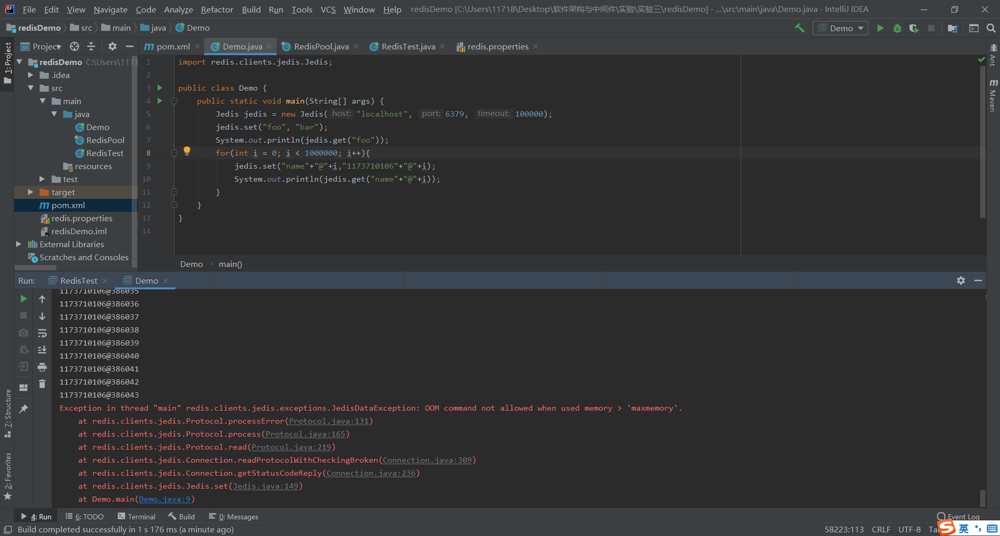 File Edit View Navigate Code Analyze Refactor Build Run Tools VCS Window Help redisDemo [C:\Users\11718\Desktop\软件架构与中间件\实验\实验三\redisDemo] - ...\src\main\java\Demo.java - IntelliJ IDEA
redisDemo src main java Demo
Demo
1: Project
Project
pom.xml Demo.java RedisPool.java RedisTest.java redis.properties
redisDemo C:\Users\1171
.idea
src
main
java
Demo
RedisPool
RedisTest
resources
test
target
pom.xml
redis.properties
redisDemo.iml
External Libraries
Scratches and Consoles
1 import redis.clients.jedis.Jedis;
2
3 public class Demo {
4 public static void main(String[] args) {
5 Jedis jedis = new Jedis( host: "localhost", port: 6379, timeout: 100000);
6 jedis.set("foo", "bar");
7 System.out.println(jedis.get("foo"));
8 for(int i = 0; i < 1000000; i++){
9 jedis.set("name"+"@"+i,"1173710106"+"@"+i);
10 System.out.println(jedis.get("name"+"@"+i));
11 }
12 }
13 }
14
Demo main()
Ant
Maven
Run: RedisTest Demo
1173710106@386035
1173710106@386036
1173710106@386037
1173710106@386038
1173710106@386039
1173710106@386040
1173710106@386041
1173710106@386042
1173710106@386043
Exception in thread "main" redis.clients.jedis.exceptions.JedisDataException: OOM command not allowed when used memory > 'maxmemory'.
at redis.clients.jedis.Protocol.processError(Protocol.java:131)
at redis.clients.jedis.Protocol.process(Protocol.java:165)
at redis.clients.jedis.Protocol.read(Protocol.java:219)
at redis.clients.jedis.Connection.readProtocolWithCheckingBroken(Connection.java:309)
at redis.clients.jedis.Connection.getStatusCodeReply(Connection.java:236)
at redis.clients.jedis.Jedis.set(Jedis.java:149)
at Demo.main(Demo.java:9)
7: Structure
2: Favorites
4: Run 6: TODO Terminal Build 0: Messages Event Log
Build completed successfully in 1 s 176 ms (a minute ago) 58223:113 CRLF UTF-8 Ta
英